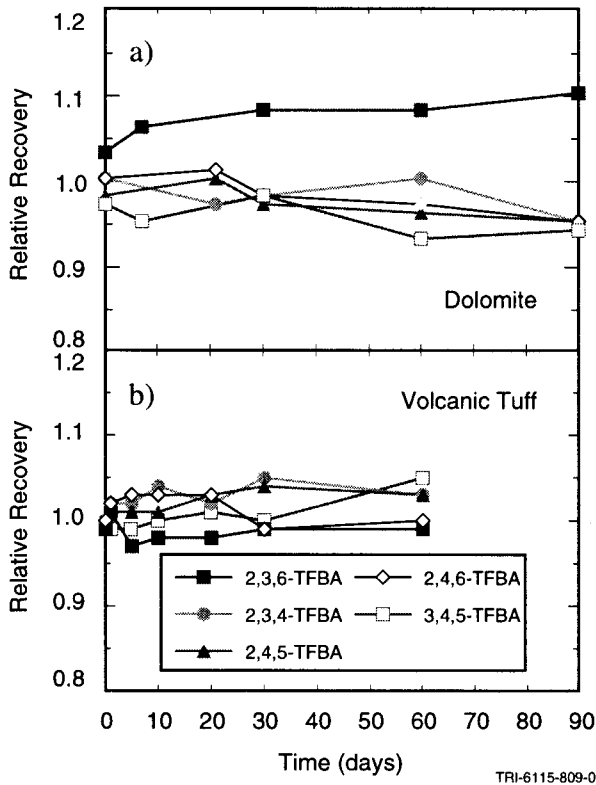 1.2
a)
1.1
1.0
0.9
0.8
Relative Recovery
Dolomite
1.2
b)
Volcanic Tuff
1.1
1.0
0.9
0.8
Relative Recovery
2,3,6-TFBA
2,4,6-TFBA
2,3,4-TFBA
3,4,5-TFBA
2,4,5-TFBA
0 10 20 30 40 50 60 70 80 90
Time (days)
TRI-6115-809-0